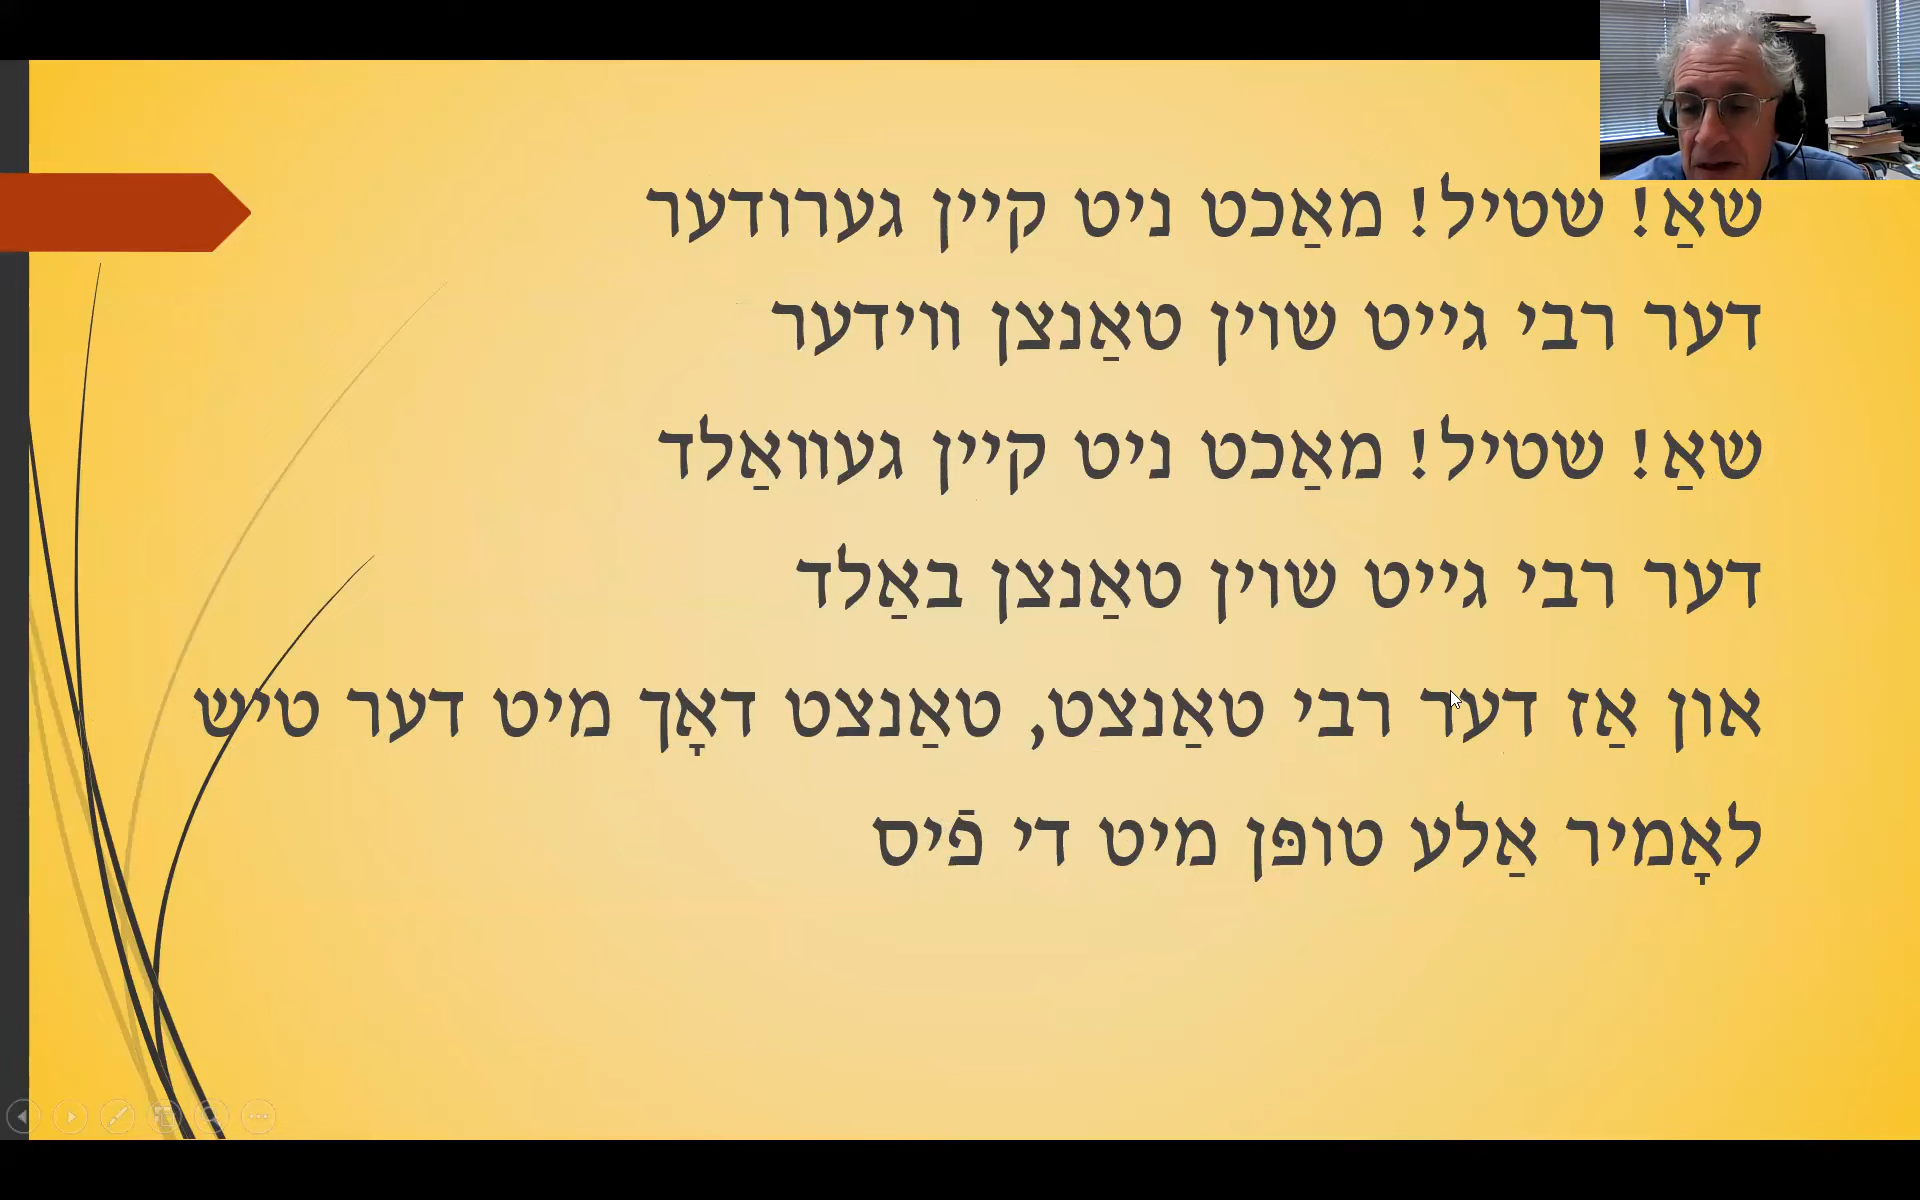 שאַ! שטיל! מאַכט ניט קיין גערודער
דער רבי גייט שוין טאַנצן ווידער
שאַ! שטיל! מאַכט ניט קיין געוואַלד
דער רבי גייט שוין טאַנצן באַלד
און אַז דער רבי טאַנצט, טאַנצט דאָך מיט דער טיש
לאָמיר אַלע טופּן מיט די פֿיס